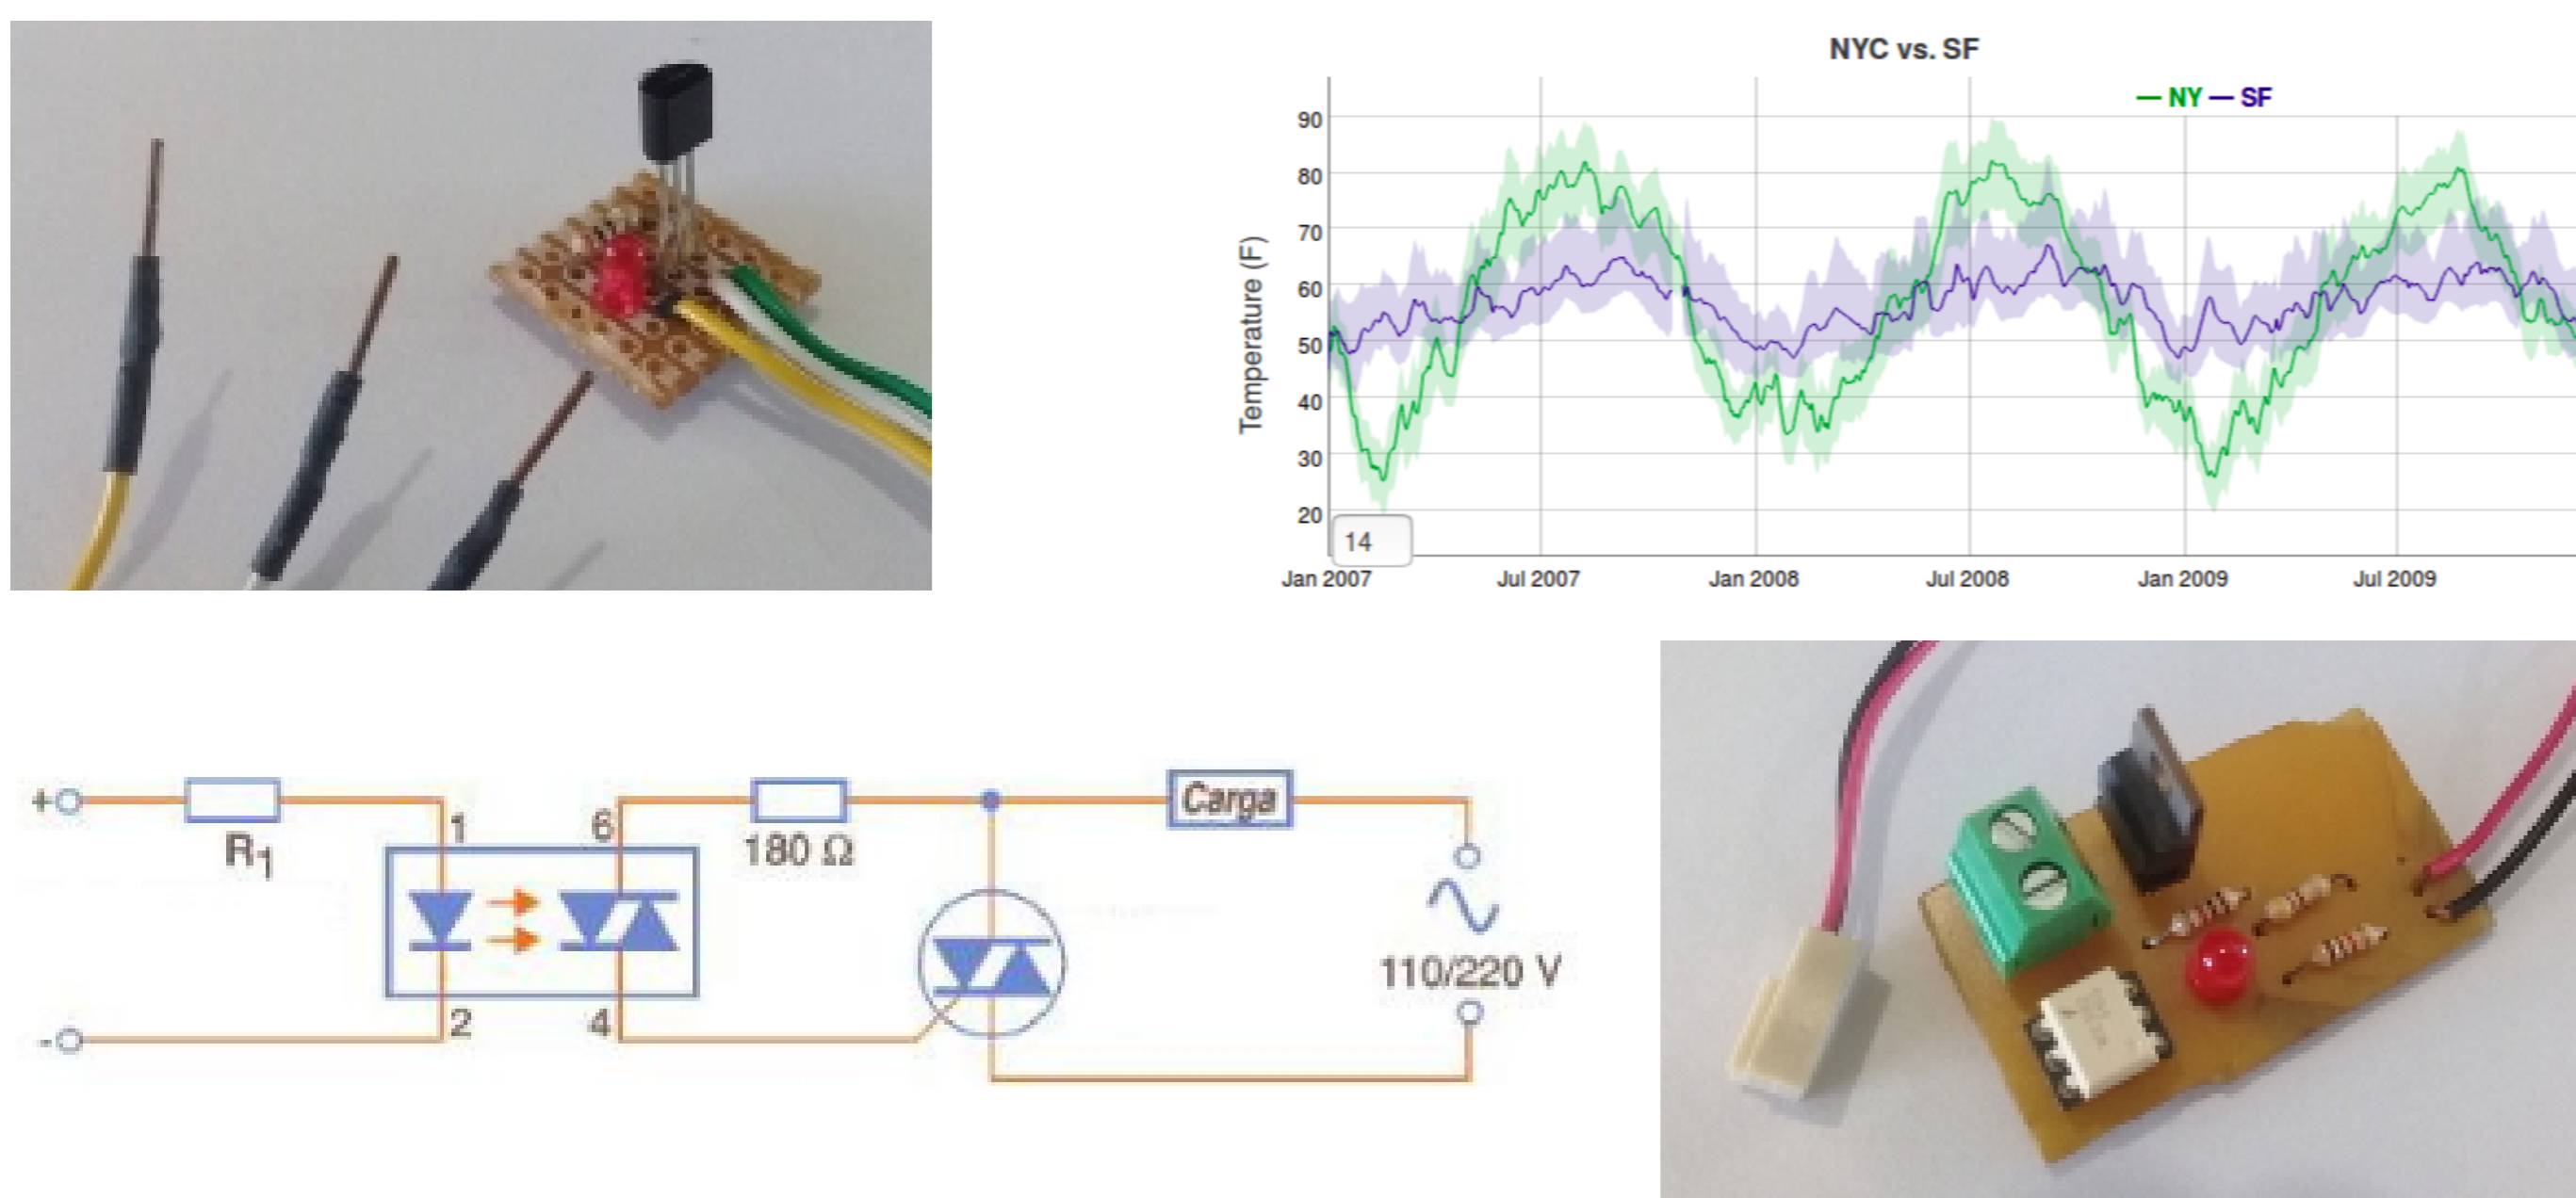 NYC vs. SF
NY SF
90
80
70
60
50
40
30
20
Temperature (F)
14
Jan 2007 Jul 2007 Jan 2008 Jul 2008 Jan 2009 Jul 2009
+ R1 1 6 180 Ω Carga
- 2 4 110/220 V